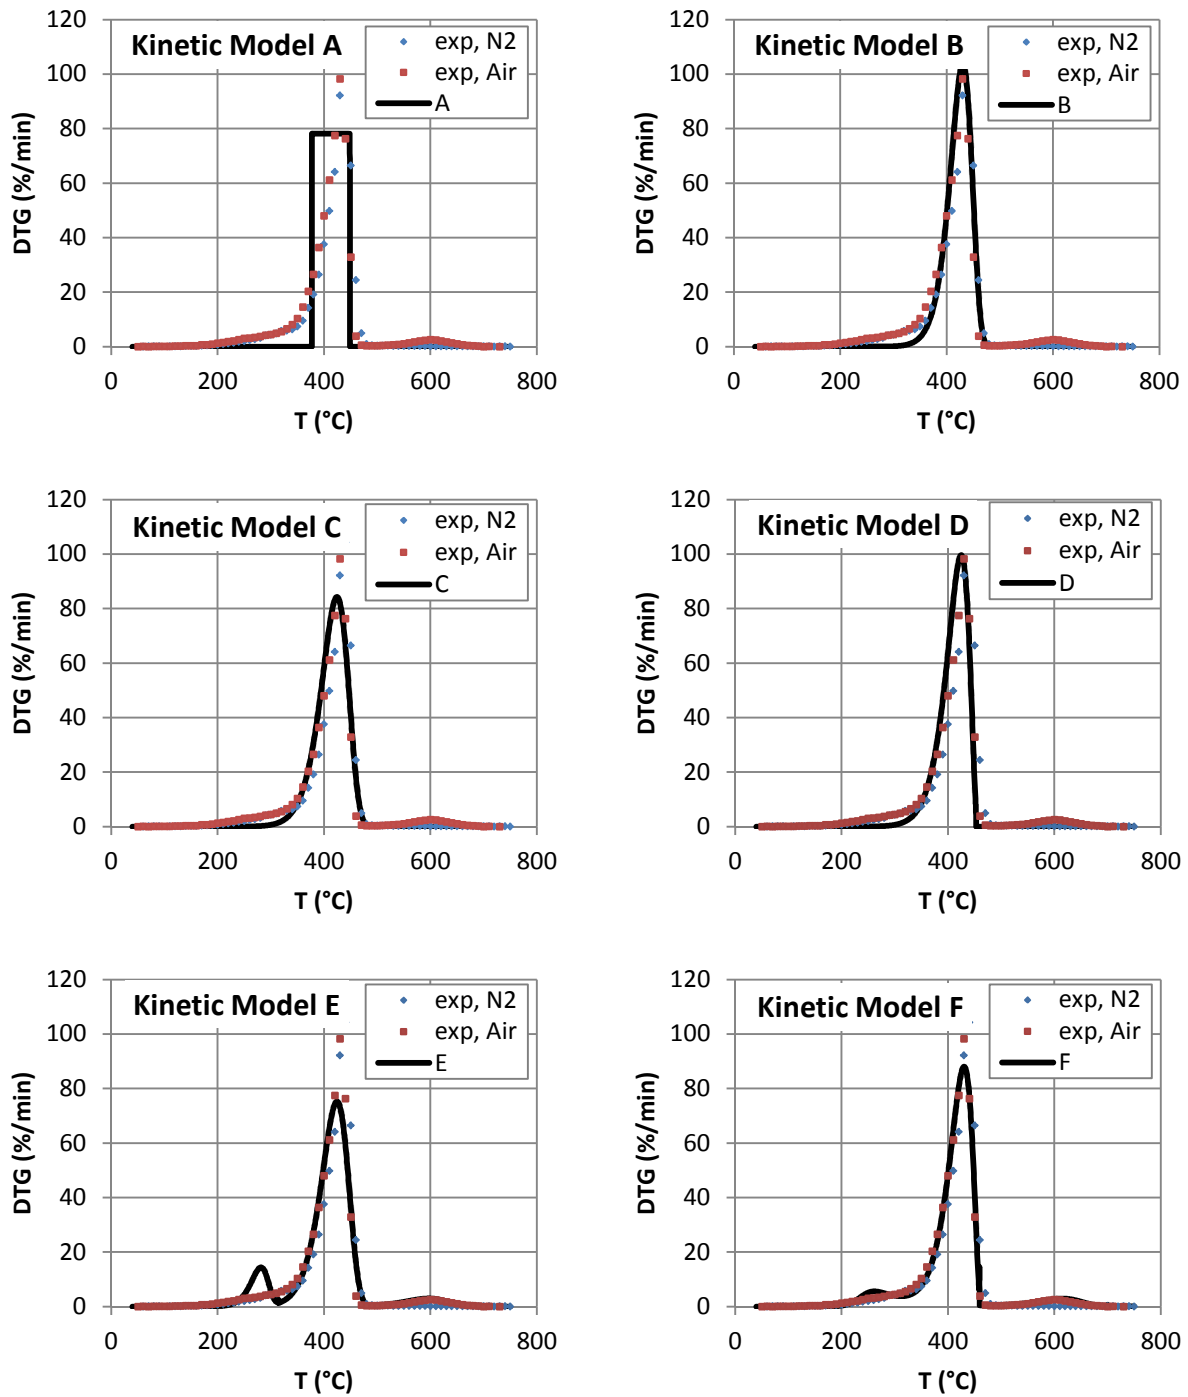 120
100
80
60
40
20
0
DTG (%/min)
Kinetic Model A
exp, N2
exp, Air
A
0 200 400 600 800
T (°C)
120
100
80
60
40
20
0
DTG (%/min)
Kinetic Model B
exp, N2
exp, Air
B
0 200 400 600 800
T (°C)
120
100
80
60
40
20
0
DTG (%/min)
Kinetic Model C
exp, N2
exp, Air
C
0 200 400 600 800
T (°C)
120
100
80
60
40
20
0
DTG (%/min)
Kinetic Model D
exp, N2
exp, Air
D
0 200 400 600 800
T (°C)
120
100
80
60
40
20
0
DTG (%/min)
Kinetic Model E
exp, N2
exp, Air
E
0 200 400 600 800
T (°C)
120
100
80
60
40
20
0
DTG (%/min)
Kinetic Model F
exp, N2
exp, Air
F
0 200 400 600 800
T (°C)